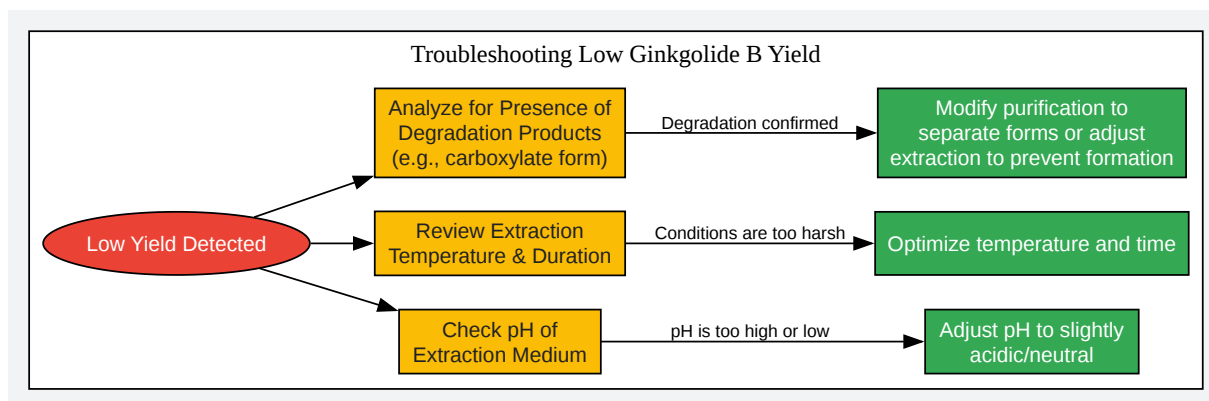 Troubleshooting Low Ginkgolide B Yield
Low Yield Detected
Analyze for Presence of
Degradation Products
(e.g., carboxylate form)
Degradation confirmed
Modify purification to
separate forms or adjust
extraction to prevent formation
Review Extraction
Temperature & Duration
Conditions are too harsh
Optimize temperature and time
Check pH of
Extraction Medium
pH is too high or low
Adjust pH to slightly
acidic/neutral